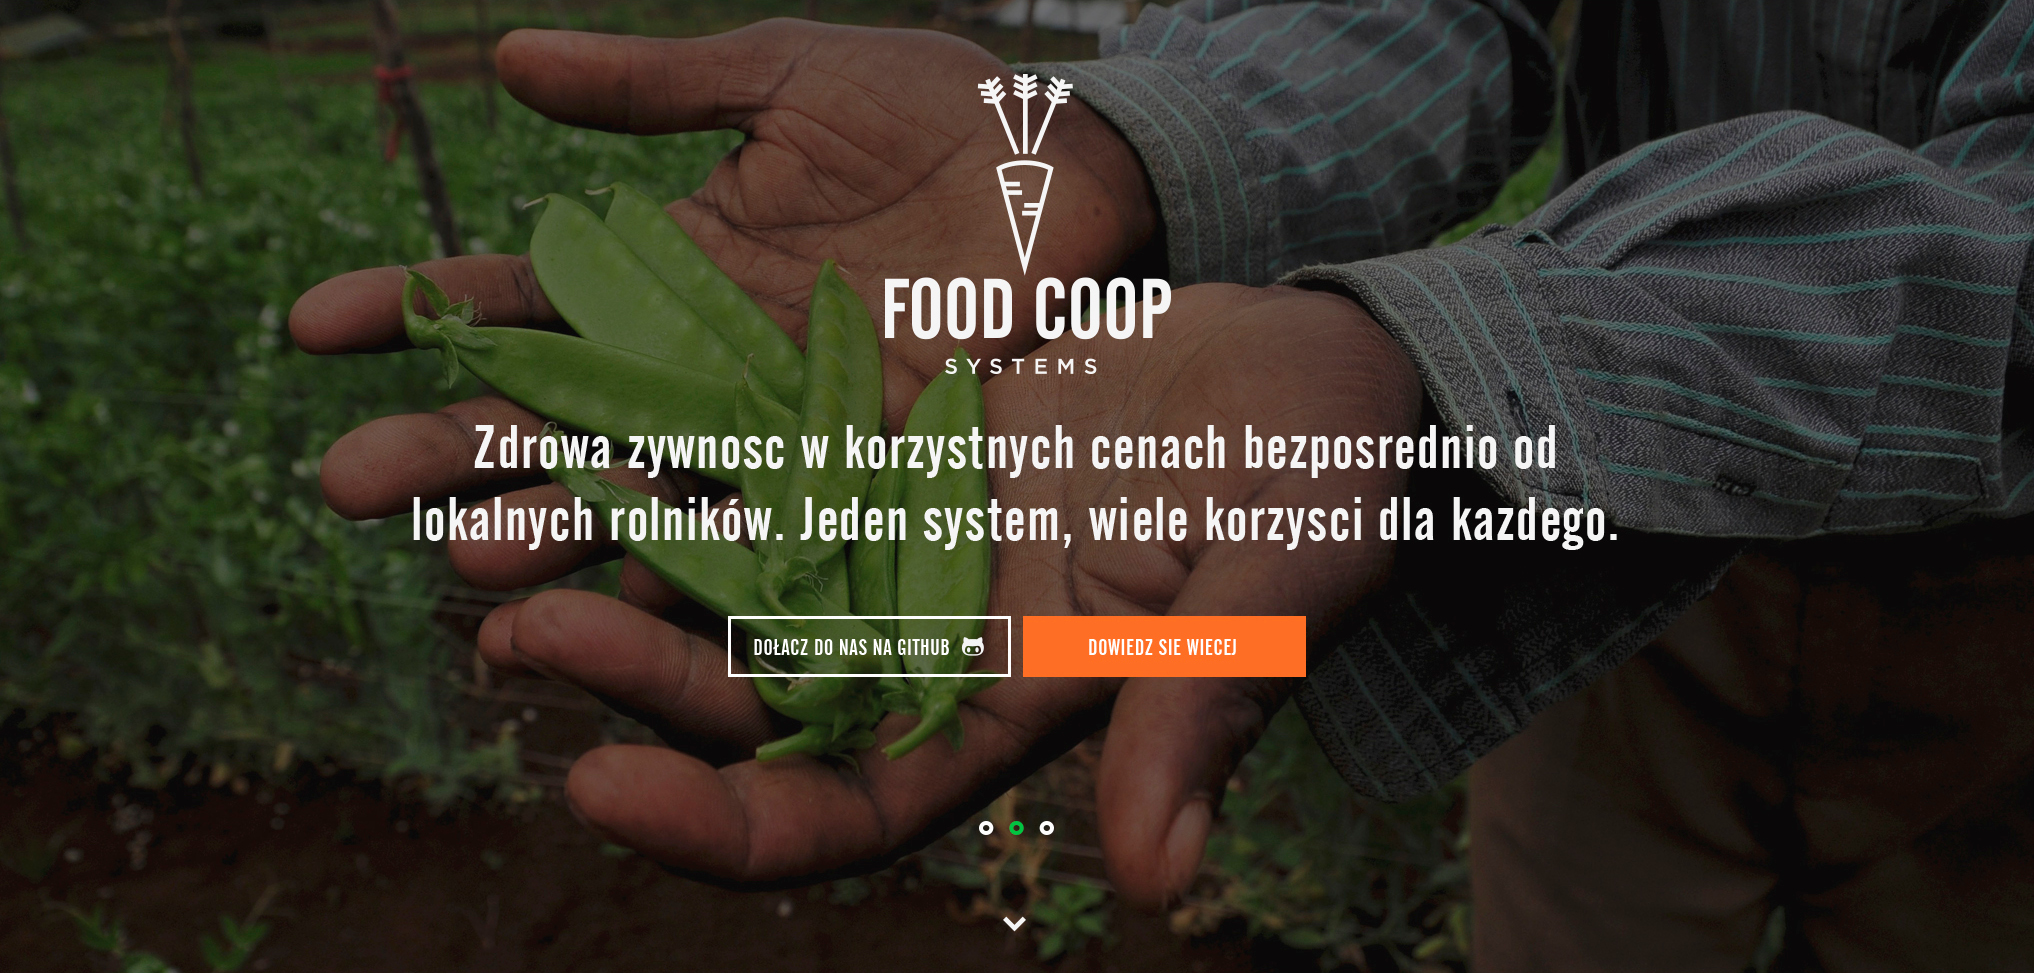 FOOD COOP
SYSTEMS
Zdrowa zywnosc w korzystnych cenach bezposrednio od
lokalnych rolników. Jeden system, wiele korzysci dla kazdego.
DOŁACZ DO NAS NA GITHUB
DOWIEDZ SIE WIECEJ